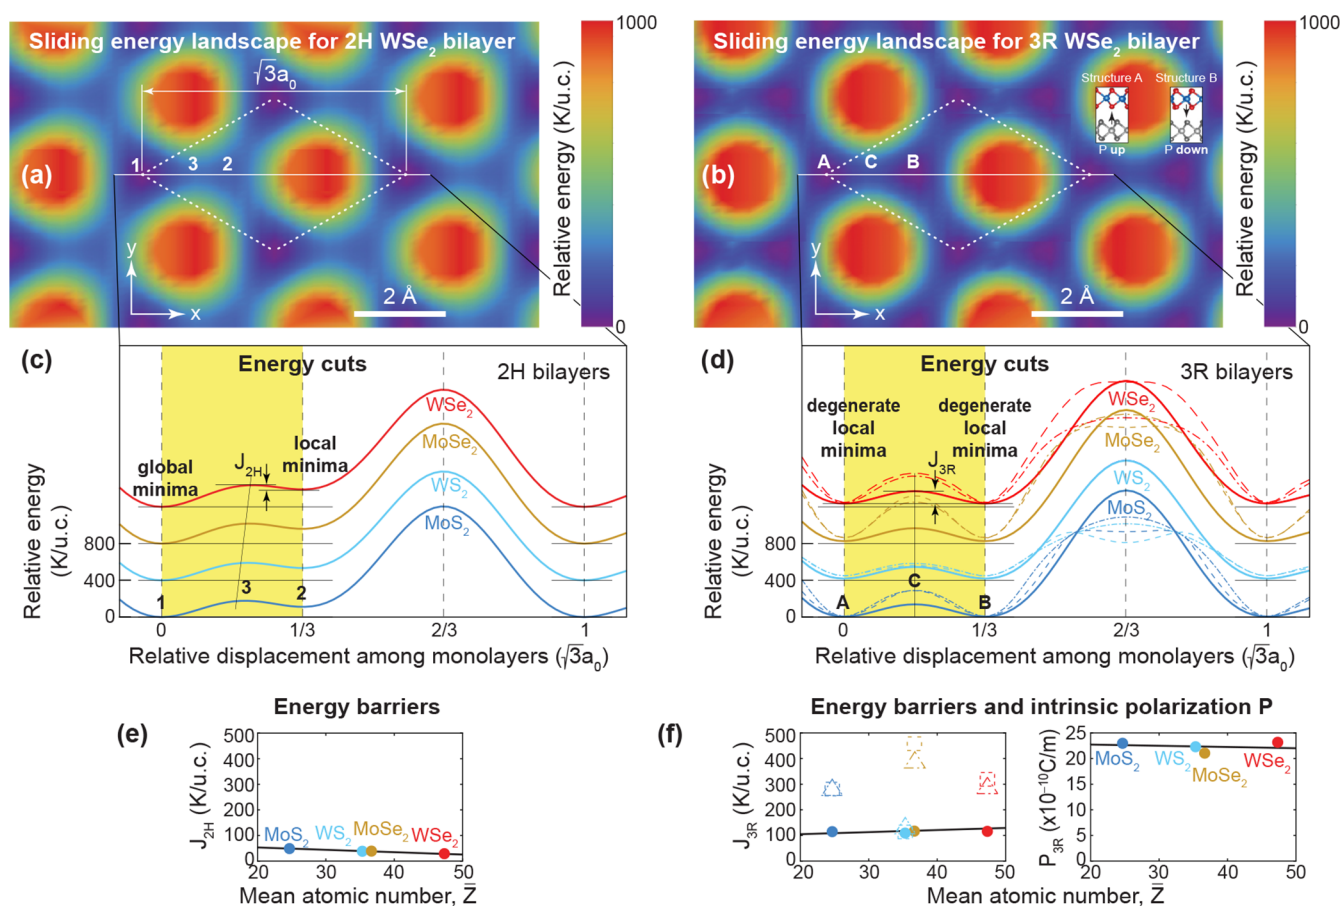 Sliding energy landscape for 2H WSe₂ bilayer
√3a₀
1
3
2
(a)
y
x
2 Å
1000
Relative energy (K/u.c.)
0
Sliding energy landscape for 3R WSe₂ bilayer
Structure A
Structure B
P up
P down
A
C
B
(b)
y
x
2 Å
1000
Relative energy (K/u.c.)
0
(c)
Energy cuts
2H bilayers
WSe₂
MoSe₂
WS₂
MoS₂
global
minima
J₂H
local
minima
1
3
2
Relative energy
(K/u.c.)
800
400
0
0
1/3
2/3
1
Relative displacement among monolayers (√3a₀)
(d)
Energy cuts
3R bilayers
degenerate
local
minima
degenerate
local
minima
J₃R
WSe₂
MoSe₂
WS₂
MoS₂
A
C
B
Relative energy
(K/u.c.)
800
400
0
0
1/3
2/3
1
Relative displacement among monolayers (√3a₀)
(e)
Energy barriers
J₂H (K/u.c.)
500
400
300
200
100
0
MoS₂
WS₂
MoSe₂
WSe₂
20
30
40
50
Mean atomic number, Z̄
(f)
Energy barriers and intrinsic polarization P
J₃R (K/u.c.)
500
400
300
200
100
0
20
30
40
50
Mean atomic number, Z̄
P₃R (x10⁻¹⁰C/m)
25
20
15
10
5
0
MoS₂
WS₂
MoSe₂
WSe₂
20
30
40
50
Mean atomic number, Z̄